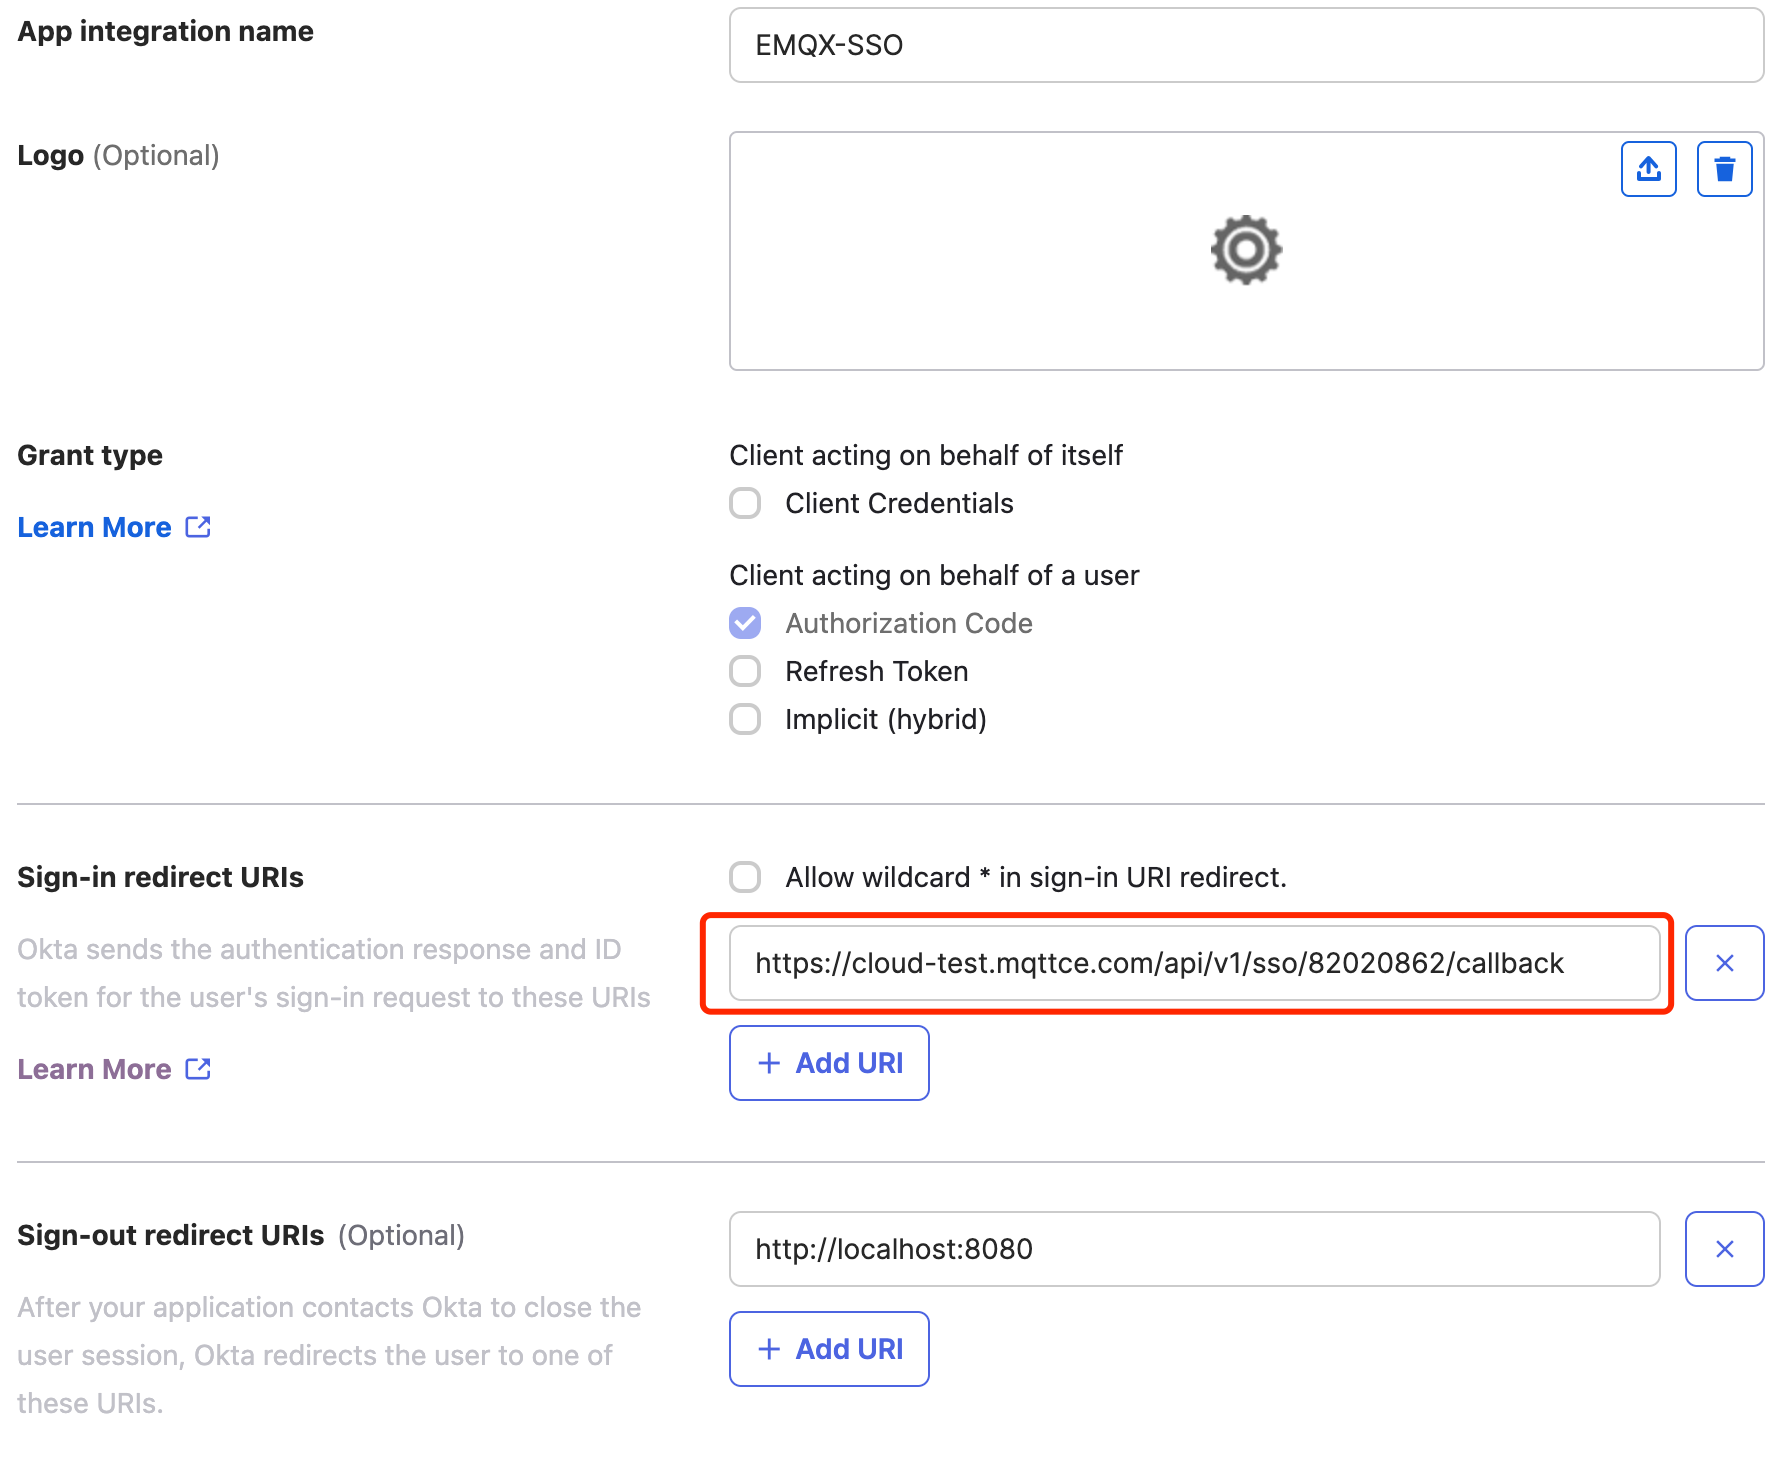 App integration name
EMQX-SSO
Logo (Optional)
Grant type
Learn More
Client acting on behalf of itself
Client Credentials
Client acting on behalf of a user
Authorization Code
Refresh Token
Implicit (hybrid)
Sign-in redirect URIs
Okta sends the authentication response and ID
token for the user's sign-in request to these URIs
Learn More
Allow wildcard * in sign-in URI redirect.
https://cloud-test.mqttce.com/api/v1/sso/82020862/callback
+ Add URI
Sign-out redirect URIs (Optional)
After your application contacts Okta to close the
user session, Okta redirects the user to one of
these URIs.
http://localhost:8080
+ Add URI